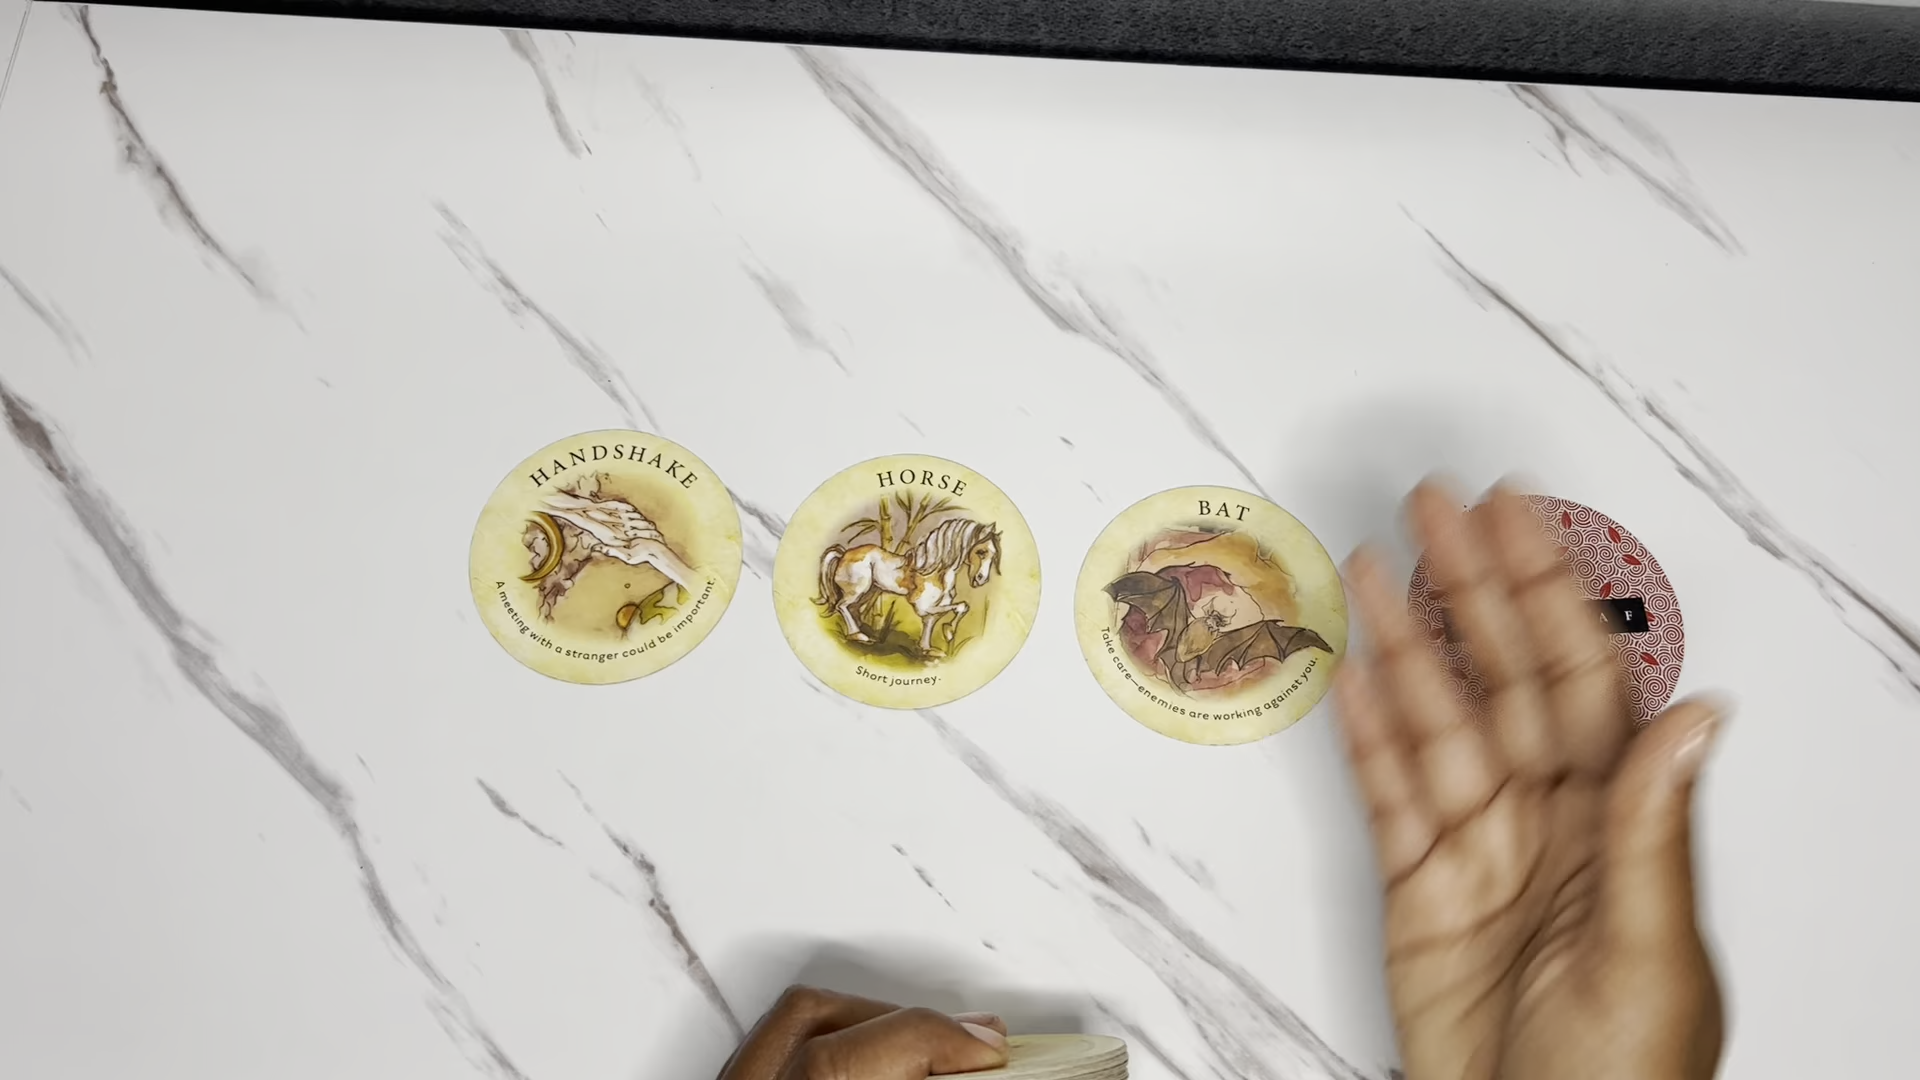 HANDSHAKE
A meeting with a stranger could be important.
HORSE
Short journey.
BAT
Take care—enemies are working against you.
A F